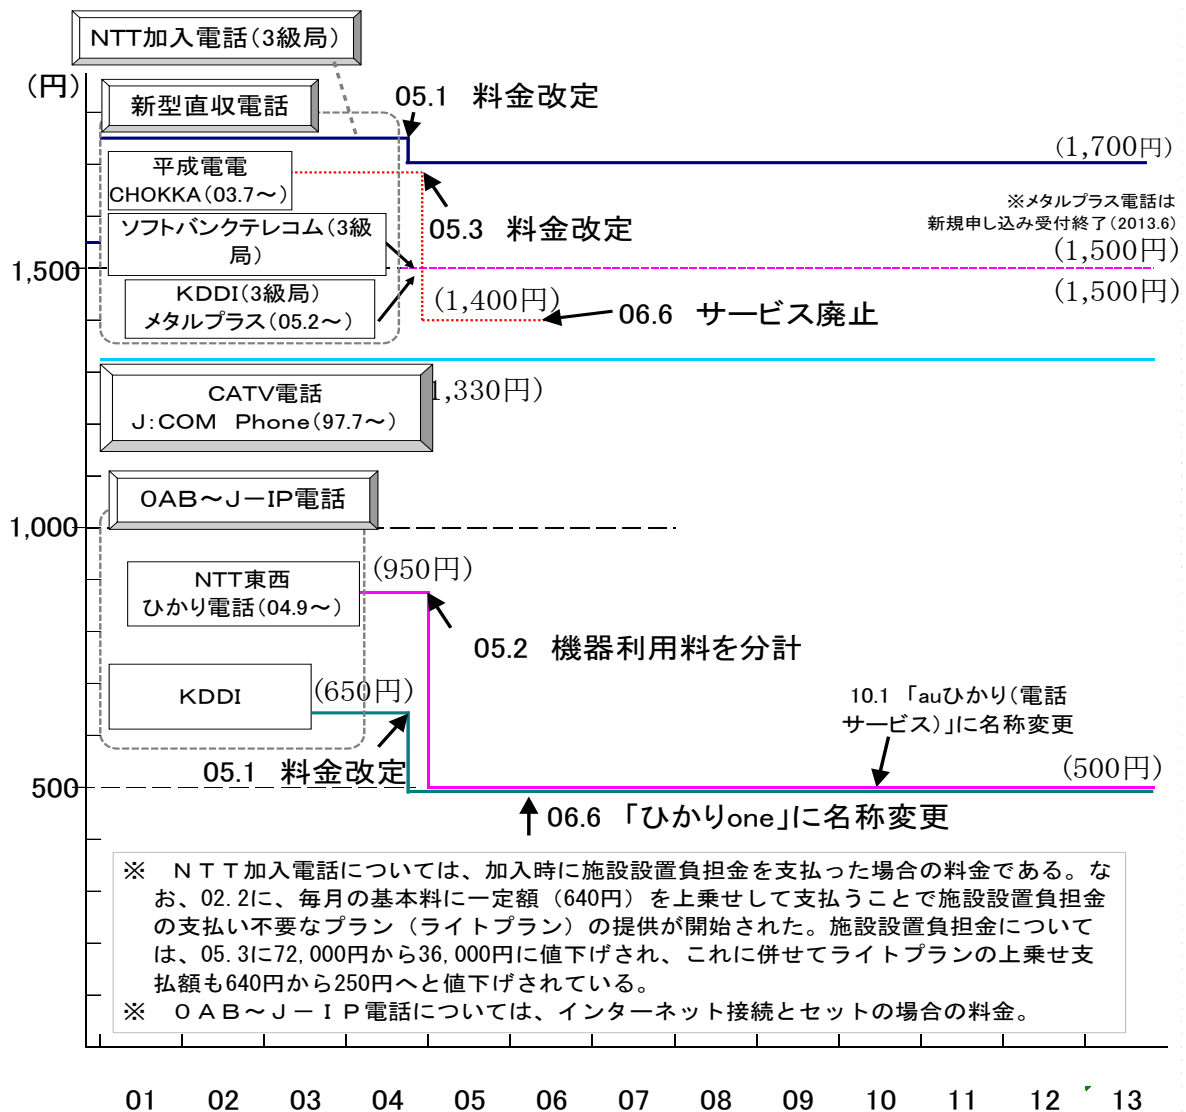 NTT加入電話(3級局)
(円)
新型直収電話
05.1 料金改定
(1,700円)
平成電電
CHOKKA(03.7～)
05.3 料金改定
※メタルプラス電話は
新規申し込み受付終了(2013.6)
ソフトバンクテレコム(3級
局)
(1,500円)
1,500
KDDI(3級局)
メタルプラス(05.2～)
(1,400円)
(1,500円)
06.6 サービス廃止
CATV電話
J:COM Phone(97.7～)
1,330円)
0AB～J－IP電話
1,000
NTT東西
ひかり電話(04.9～)
(950円)
05.2 機器利用料を分計
KDDI
(650円)
10.1 「auひかり(電話
サービス)」に名称変更
05.1 料金改定
(500円)
500
06.6 「ひかりone」に名称変更
※ ＮＴＴ加入電話については、加入時に施設設置負担金を支払った場合の料金である。な
お、02.2に、毎月の基本料に一定額（640円）を上乗せして支払うことで施設設置負担金
の支払い不要なプラン（ライトプラン）の提供が開始された。施設設置負担金について
は、05.3に72,000円から36,000円に値下げされ、これに併せてライトプランの上乗せ支
払額も640円から250円へと値下げされている。
※ ０ＡＢ～Ｊ－ＩＰ電話については、インターネット接続とセットの場合の料金。
01 02 03 04 05 06 07 08 09 10 11 12 13